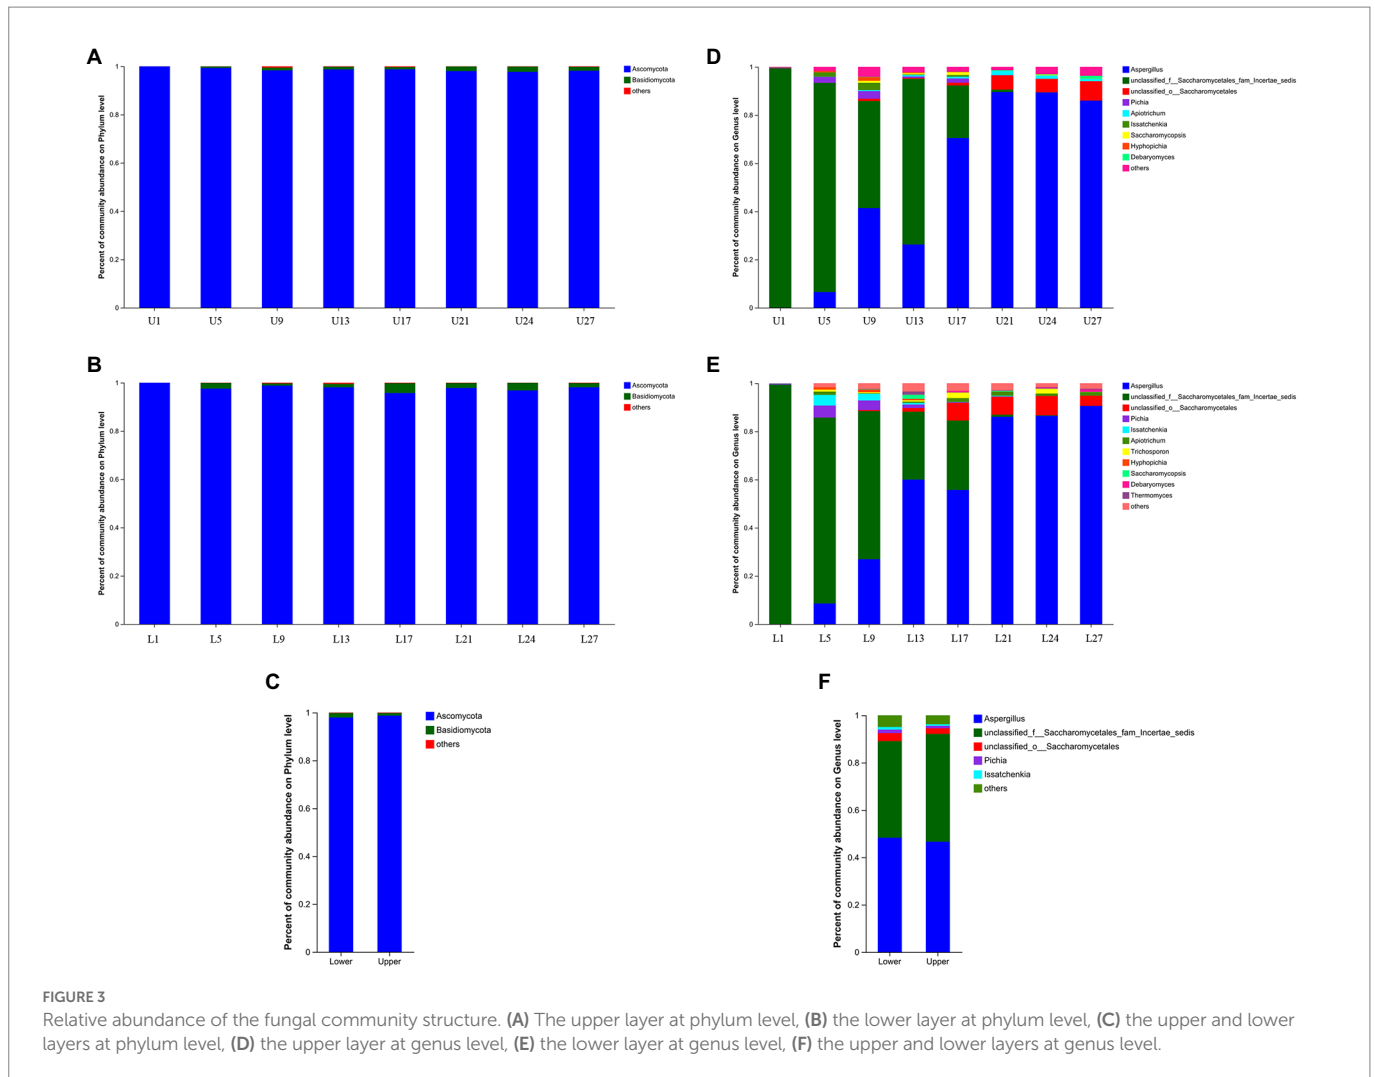 A
Percent of community abundance on Phylum level
1
0.8
0.6
0.4
0.2
0
U1 U5 U9 U13 U17 U21 U24 U27
Ascomycota
Basidiomycota
others
D
Percent of community abundance on Genus level
1
0.8
0.6
0.4
0.2
0
U1 U5 U9 U13 U17 U21 U24 U27
Aspergillus
unclassified_f__Saccharomycetales_fam_Incertae_sedis
unclassified_o__Saccharomycetales
Pichia
Apiotrichum
Issatchenkia
Saccharomycopsis
Hyphopichia
Debaryomyces
others
B
Percent of community abundance on Phylum level
1
0.8
0.6
0.4
0.2
0
L1 L5 L9 L13 L17 L21 L24 L27
Ascomycota
Basidiomycota
others
E
Percent of community abundance on Genus level
1
0.8
0.6
0.4
0.2
0
L1 L5 L9 L13 L17 L21 L24 L27
Aspergillus
unclassified_f__Saccharomycetales_fam_Incertae_sedis
unclassified_o__Saccharomycetales
Pichia
Issatchenkia
Apiotrichum
Trichosporon
Hyphopichia
Saccharomycopsis
Debaryomyces
Thermomyces
others
C
Percent of community abundance on Phylum level
1
0.8
0.6
0.4
0.2
0
Lower Upper
Ascomycota
Basidiomycota
others
F
Percent of community abundance on Genus level
1
0.8
0.6
0.4
0.2
0
Lower Upper
Aspergillus
unclassified_f__Saccharomycetales_fam_Incertae_sedis
unclassified_o__Saccharomycetales
Pichia
Issatchenkia
others
FIGURE 3
Relative abundance of the fungal community structure. (A) The upper layer at phylum level, (B) the lower layer at phylum level, (C) the upper and lower
layers at phylum level, (D) the upper layer at genus level, (E) the lower layer at genus level, (F) the upper and lower layers at genus level.